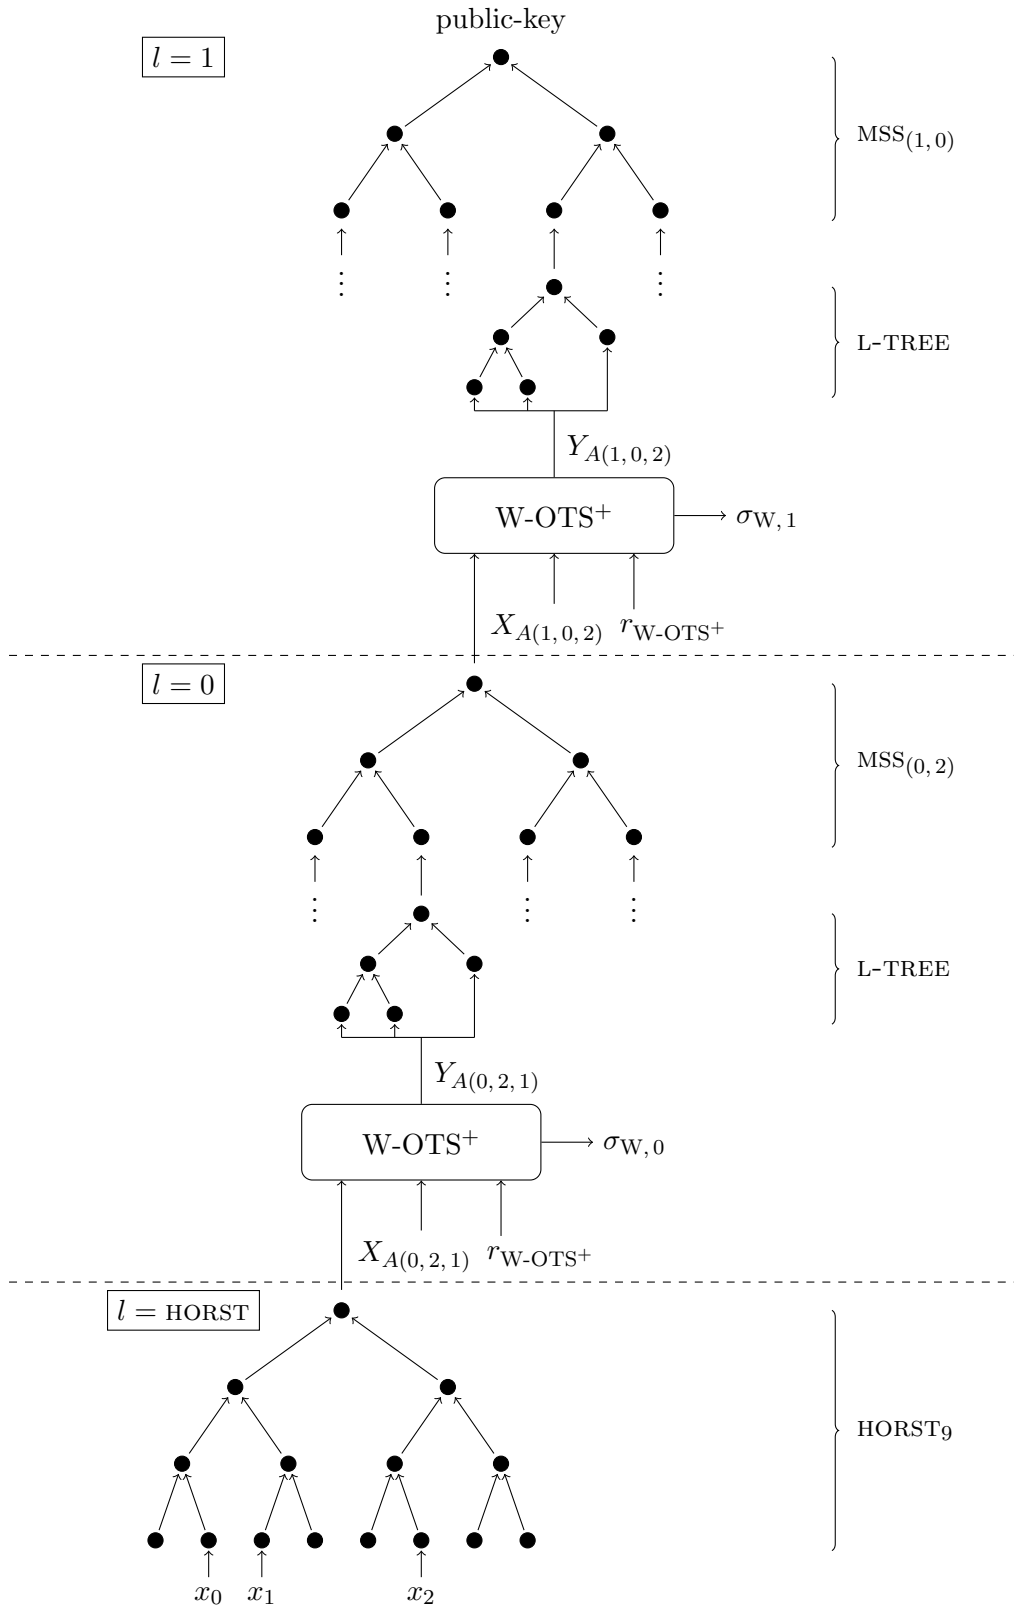 public-key
l = 1
MSS(1, 0)
⋮ ⋮ ⋮
L-TREE
Y_A(1, 0, 2)
W-OTS⁺
σ_W, 1
X_A(1, 0, 2) r_W-OTS⁺
l = 0
MSS(0, 2)
⋮ ⋮ ⋮
L-TREE
Y_A(0, 2, 1)
W-OTS⁺
σ_W, 0
X_A(0, 2, 1) r_W-OTS⁺
l = HORST
HORST₉
x₀ x₁ x₂